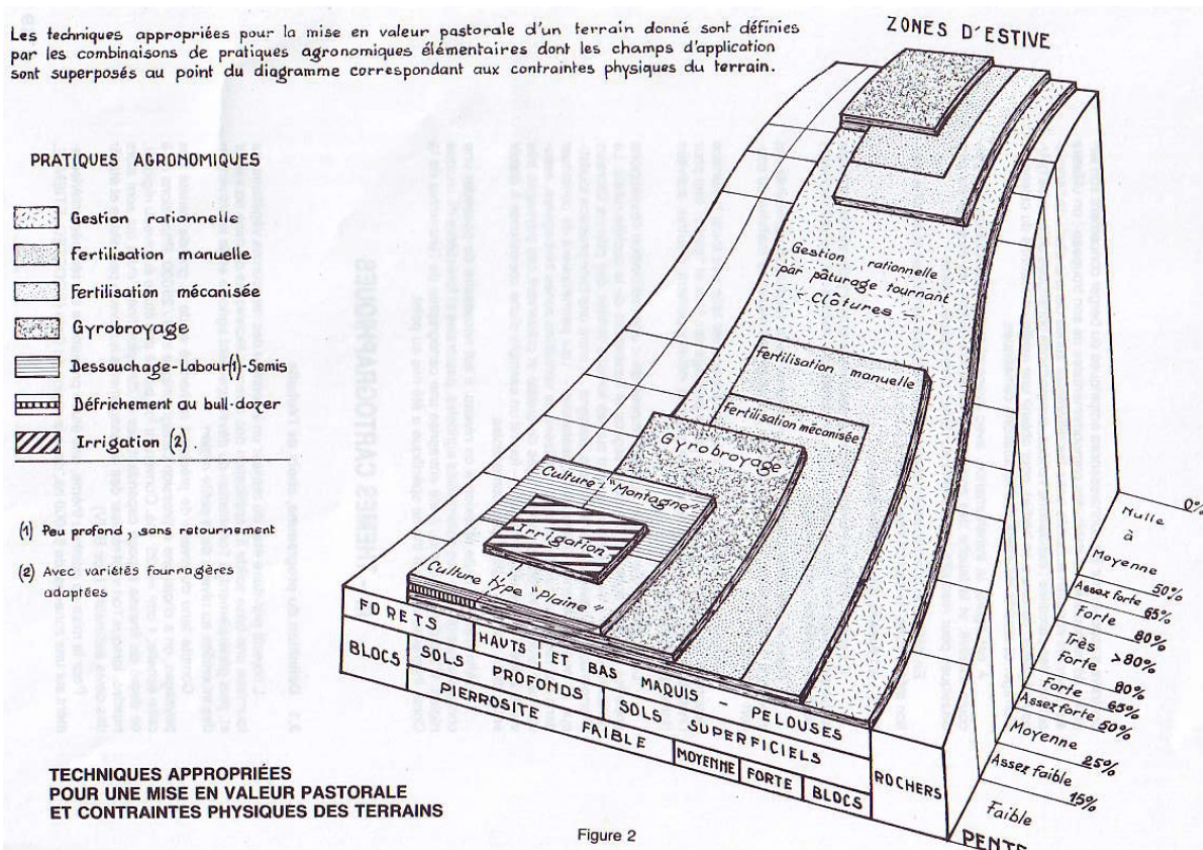 Les techniques appropriées pour la mise en valeur pastorale d'un terrain donné sont définies
par les combinaisons de pratiques agronomiques élémentaires dont les champs d'application
sont superposés au point du diagramme correspondant aux contraintes physiques du terrain.
ZONES D'ESTIVE
PRATIQUES AGRONOMIQUES
Gestion rationnelle
Fertilisation manuelle
Fertilisation mécanisée
Gyrobroyage
Dessouchage-Labour(1)-Semis
Défrichement au bull-dozer
Irrigation (2).
(1) Peu profond, sans retournement
(2) Avec variétés fourragères
adaptées
Gestion rationnelle
par pâturage tournant
- Clôtures -
Fertilisation manuelle
Fertilisation mécanisée
Gyrobroyage
Culture "Montagne"
Irrigation
Culture type "Plaine"
FORETS
HAUTS ET BAS MAQUIS - PELOUSES
BLOCS
SOLS PROFONDS
SOLS SUPERFICIELS
PIERROSITE FAIBLE
MOYENNE
FORTE
BLOCS
ROCHERS
0%
Nulle
à
Moyenne
50%
Assez forte
65%
Forte
80%
Très
forte
>80%
80%
Forte
65%
Assez forte
50%
Moyenne
25%
Assez faible
15%
Faible
PENTE
TECHNIQUES APPROPRIÉES
POUR UNE MISE EN VALEUR PASTORALE
ET CONTRAINTES PHYSIQUES DES TERRAINS
Figure 2